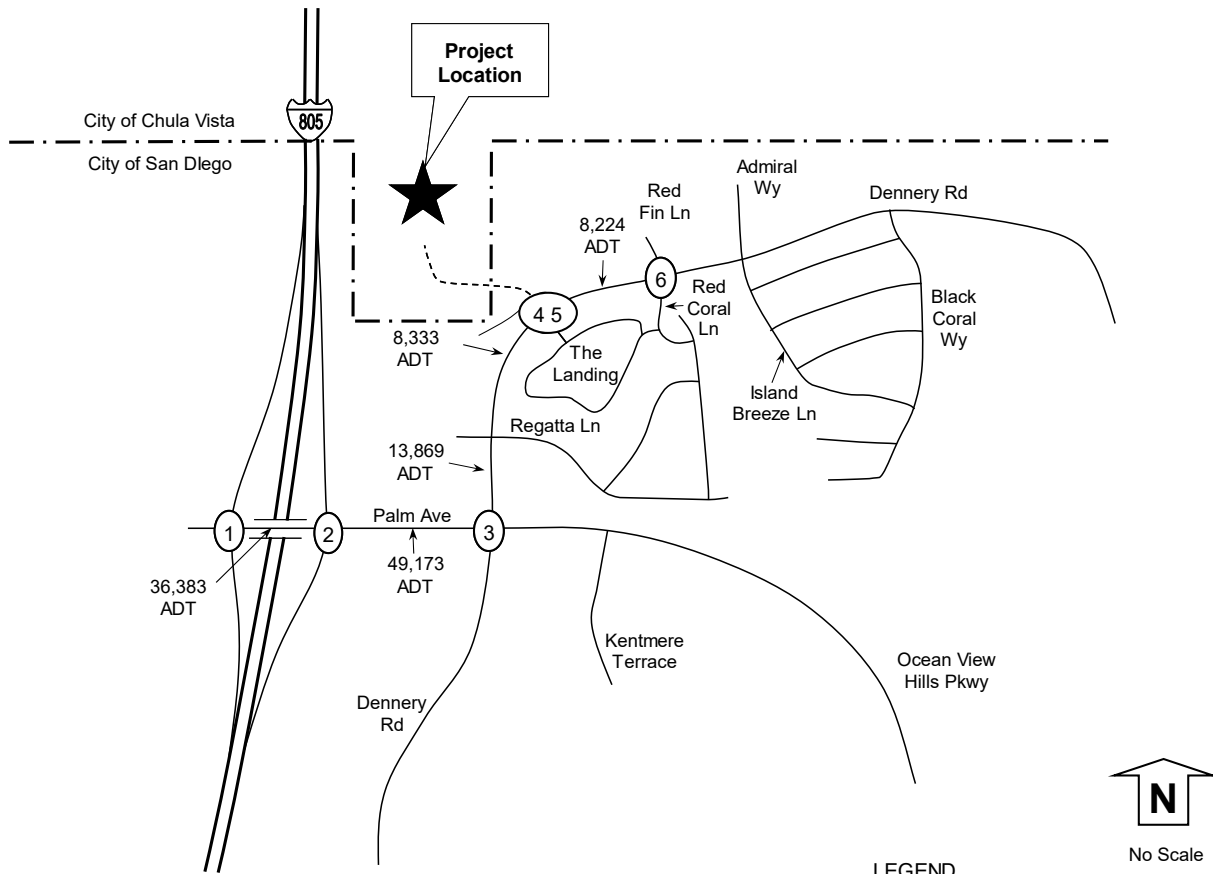 Project
Location
805
City of Chula Vista
City of San DIego
Admiral
Wy
Dennery Rd
Red
Fin Ln
8,224
ADT
6
Red
Coral
Ln
4 5
Black
Coral
Wy
8,333
ADT
The
Landing
Island
Breeze Ln
Regatta Ln
13,869
ADT
Palm Ave
1
2
3
49,173
ADT
36,383
ADT
Kentmere
Terrace
Ocean View
Hills Pkwy
Dennery
Rd
N
No Scale
LEGEND